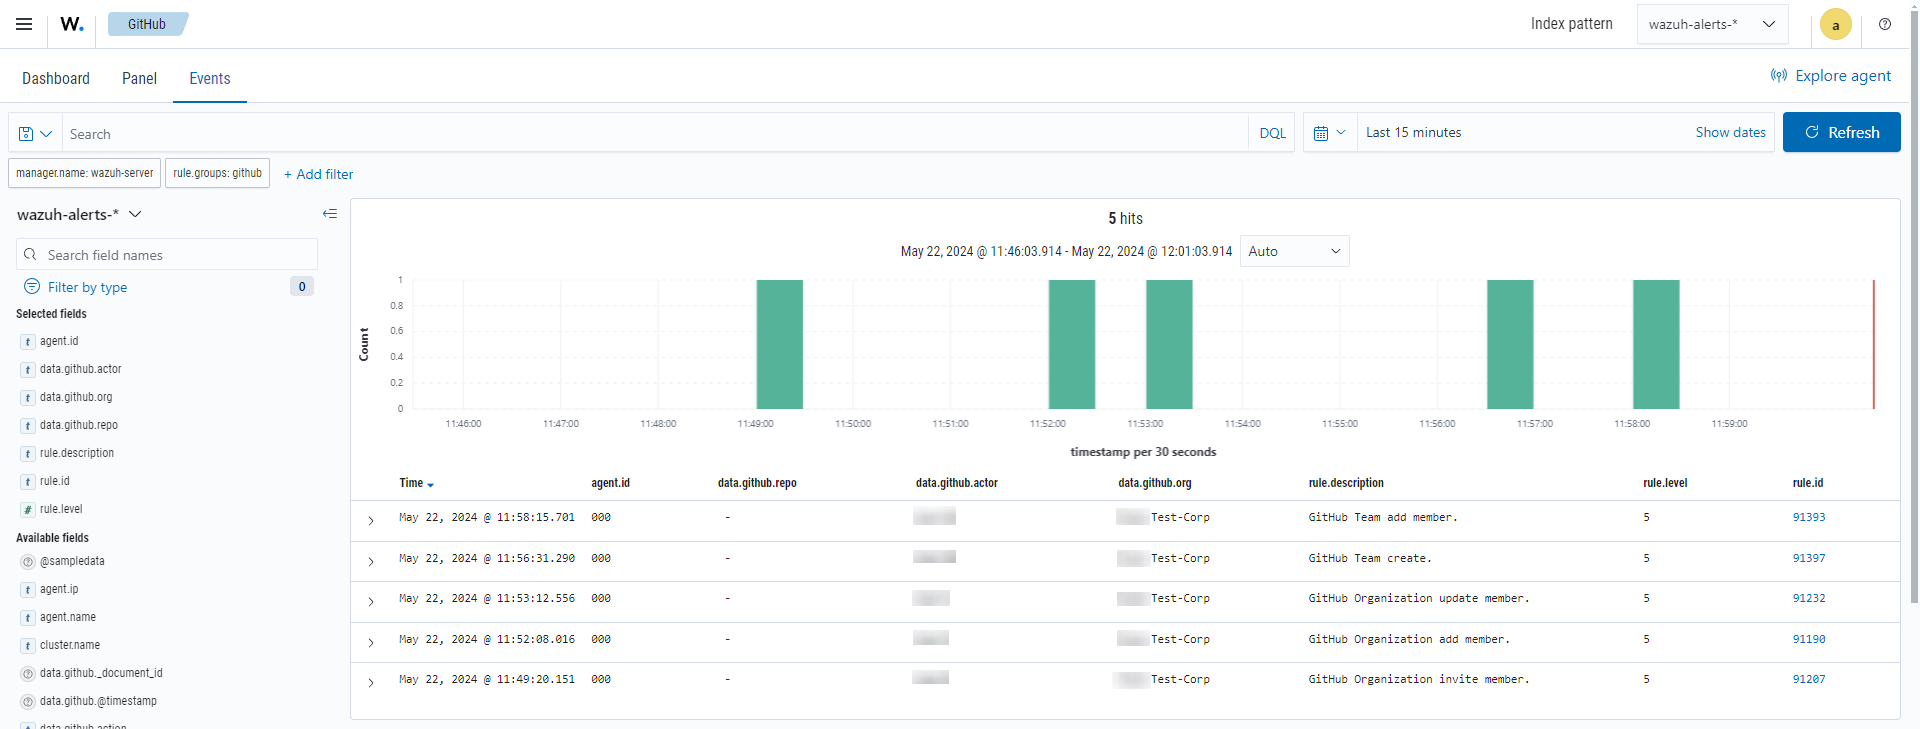 W. GitHub Index pattern wazuh-alerts-* a
Dashboard Panel Events Explore agent
Search DQL Last 15 minutes Show dates Refresh
manager.name: wazuh-server rule.groups: github + Add filter
wazuh-alerts-*
Search field names
Filter by type 0
Selected fields
t agent.id
t data.github.actor
t data.github.org
t data.github.repo
t rule.description
t rule.id
# rule.level
Available fields
@sampledata
t agent.ip
t agent.name
t cluster.name
data.github._document_id
data.github.@timestamp
data.github.action
5 hits
May 22, 2024 @ 11:46:03.914 - May 22, 2024 @ 12:01:03.914 Auto
Count
1
0.8
0.6
0.4
0.2
0
11:46:00 11:47:00 11:48:00 11:49:00 11:50:00 11:51:00 11:52:00 11:53:00 11:54:00 11:55:00 11:56:00 11:57:00 11:58:00 11:59:00
timestamp per 30 seconds
Time agent.id data.github.repo data.github.actor data.github.org rule.description rule.level rule.id
May 22, 2024 @ 11:58:15.701 000 - Test-Corp GitHub Team add member. 5 91393
May 22, 2024 @ 11:56:31.290 000 - Test-Corp GitHub Team create. 5 91397
May 22, 2024 @ 11:53:12.556 000 - Test-Corp GitHub Organization update member. 5 91232
May 22, 2024 @ 11:52:08.016 000 - Test-Corp GitHub Organization add member. 5 91190
May 22, 2024 @ 11:49:20.151 000 - Test-Corp GitHub Organization invite member. 5 91207